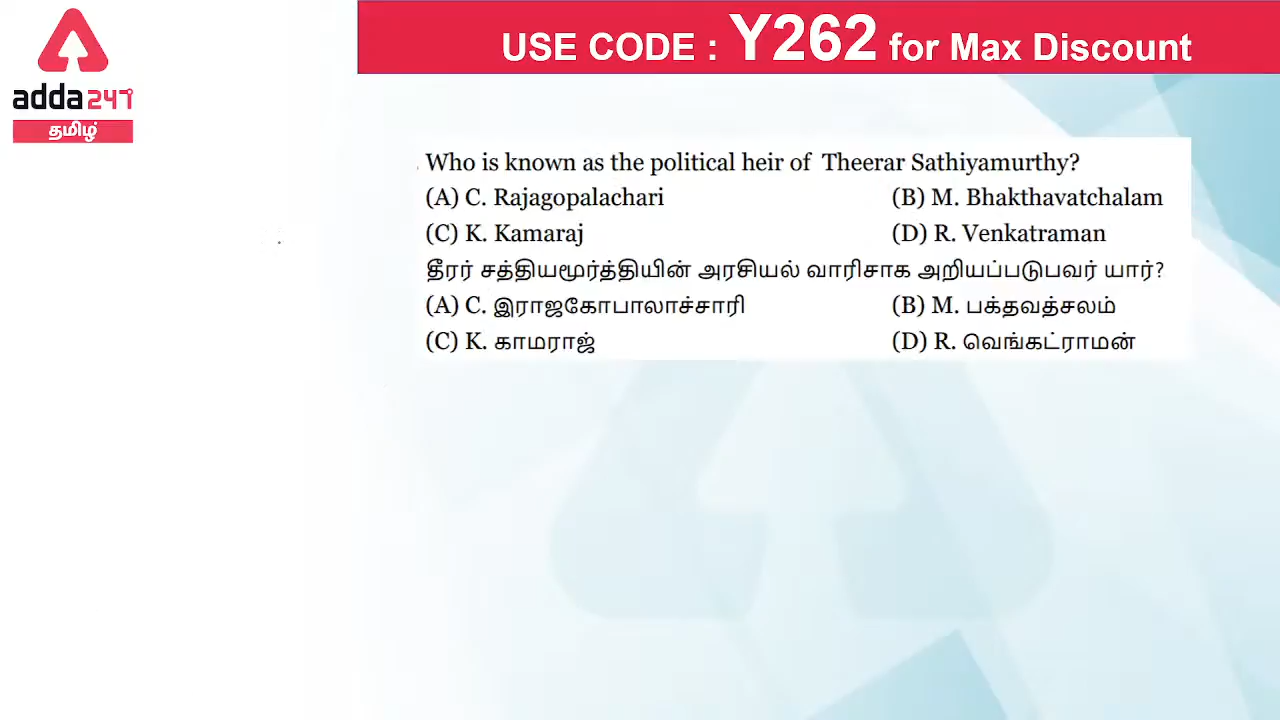 USE CODE : Y262 for Max Discount
adda247
தமிழ்
Who is known as the political heir of Theerar Sathiyamurthy?
(A) C. Rajagopalachari (B) M. Bhakthavatchalam
(C) K. Kamaraj (D) R. Venkatraman
தீரர் சத்தியமூர்த்தியின் அரசியல் வாரிசாக அறியப்படுபவர் யார்?
(A) C. இராஜகோபாலாச்சாரி (B) M. பக்தவத்சலம்
(C) K. காமராஜ் (D) R. வெங்கட்ராமன்